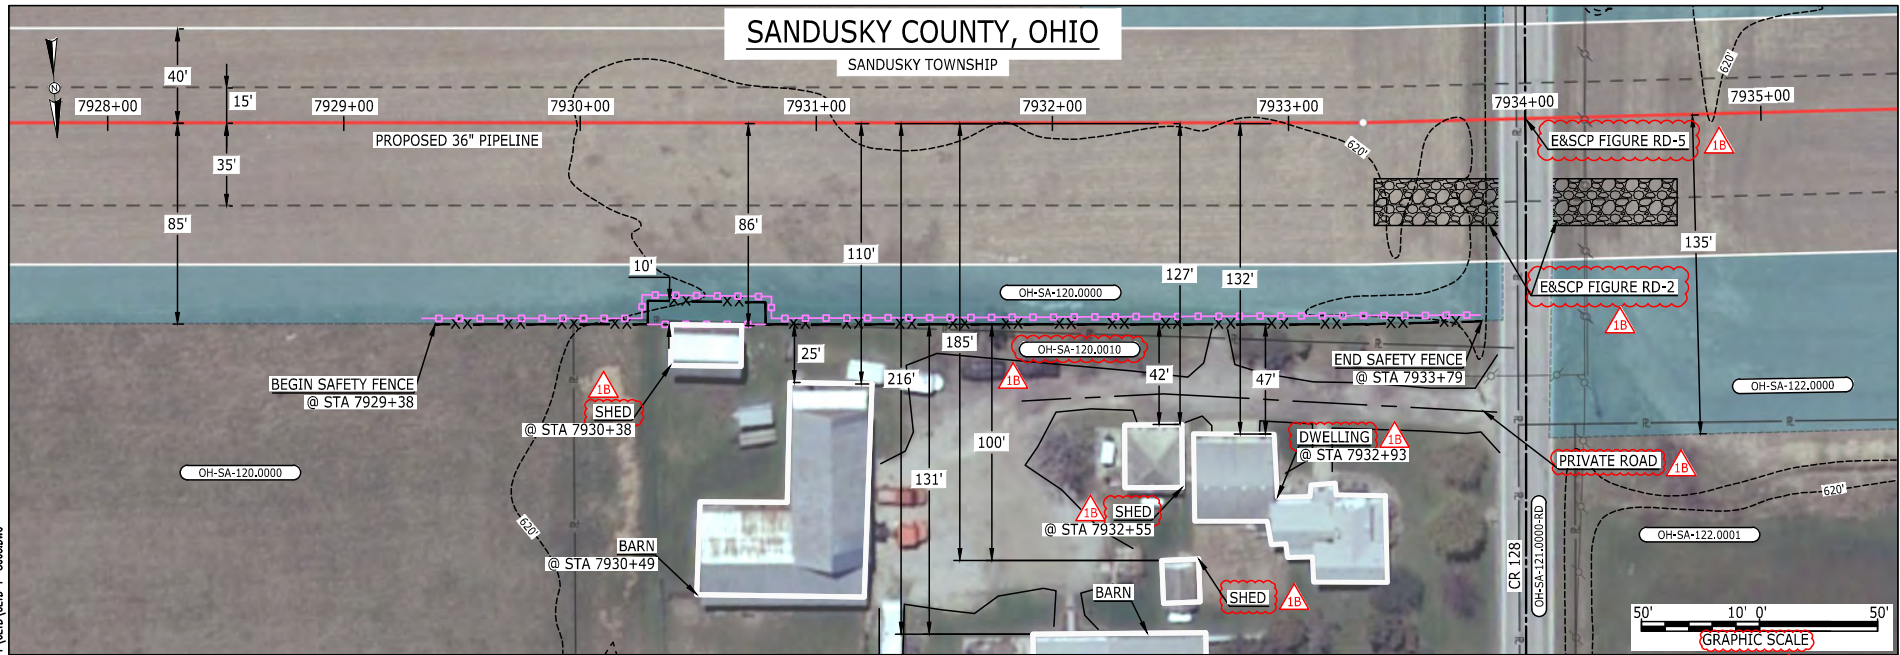 SANDUSKY COUNTY, OHIO
SANDUSKY TOWNSHIP
N
40'
15'
7928+00
7929+00
7930+00
7931+00
7932+00
7933+00
7934+00
7935+00
620'
PROPOSED 36" PIPELINE
E&SCP FIGURE RD-5
1B
35'
620'
85'
86'
110'
127'
132'
135'
10'
OH-SA-120.0000
E&SCP FIGURE RD-2
1B
25'
185'
OH-SA-120.0010
1B
216'
42'
47'
END SAFETY FENCE
@ STA 7933+79
BEGIN SAFETY FENCE
@ STA 7929+38
1B
SHED
@ STA 7930+38
OH-SA-122.0000
OH-SA-120.0000
100'
DWELLING
1B
@ STA 7932+93
PRIVATE ROAD
1B
131'
620'
620'
1B
SHED
@ STA 7932+55
BARN
@ STA 7930+49
OH-SA-122.0001
CR 128
OH-SA-121.0000-RD
BARN
SHED
1B
50'
10'
0'
50'
GRAPHIC SCALE